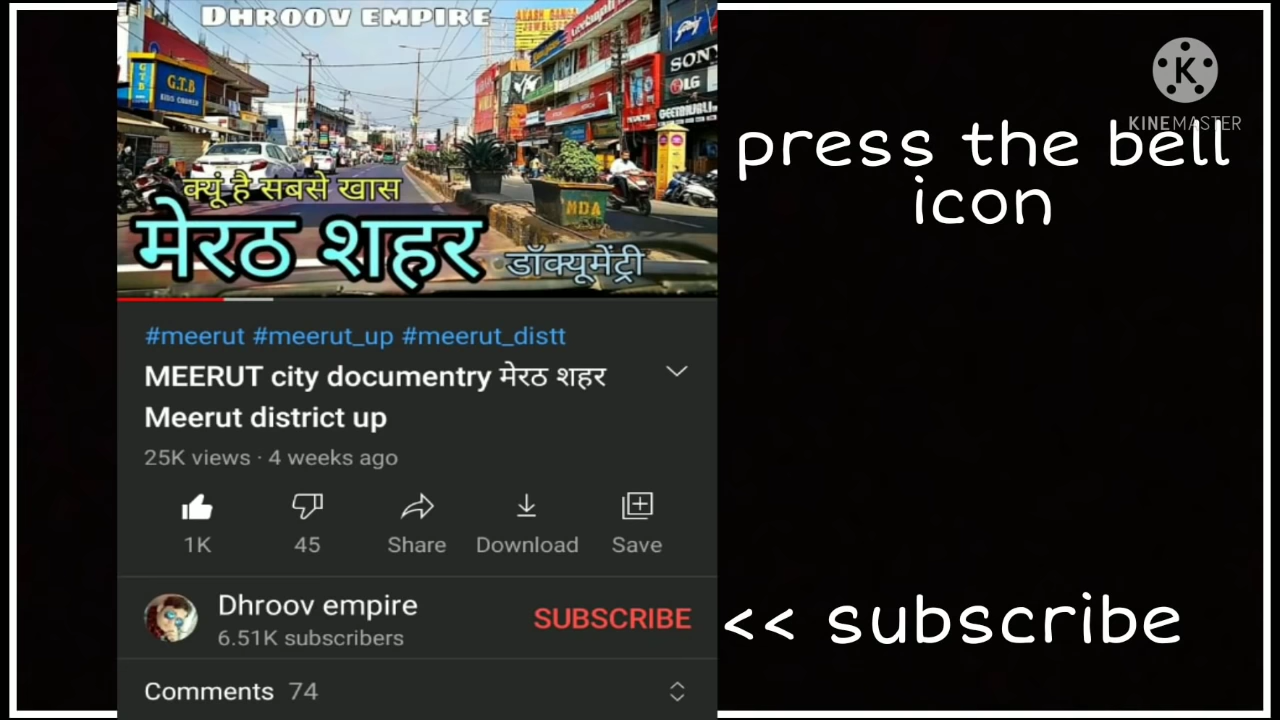 DHROOV EMPIRE
G.T.B
G.T.B
SONY
LG
GEETANJALI
MDA
क्यूं है सबसे खास
मेरठ शहर डॉक्यूमेंट्री
#meerut #meerut_up #meerut_distt
MEERUT city documentry मेरठ शहर
Meerut district up
25K views · 4 weeks ago
1K
45
Share
Download
Save
Dhroov empire
6.51K subscribers
SUBSCRIBE
Comments 74
K
KINEMASTER
press the bell
icon
<< subscribe